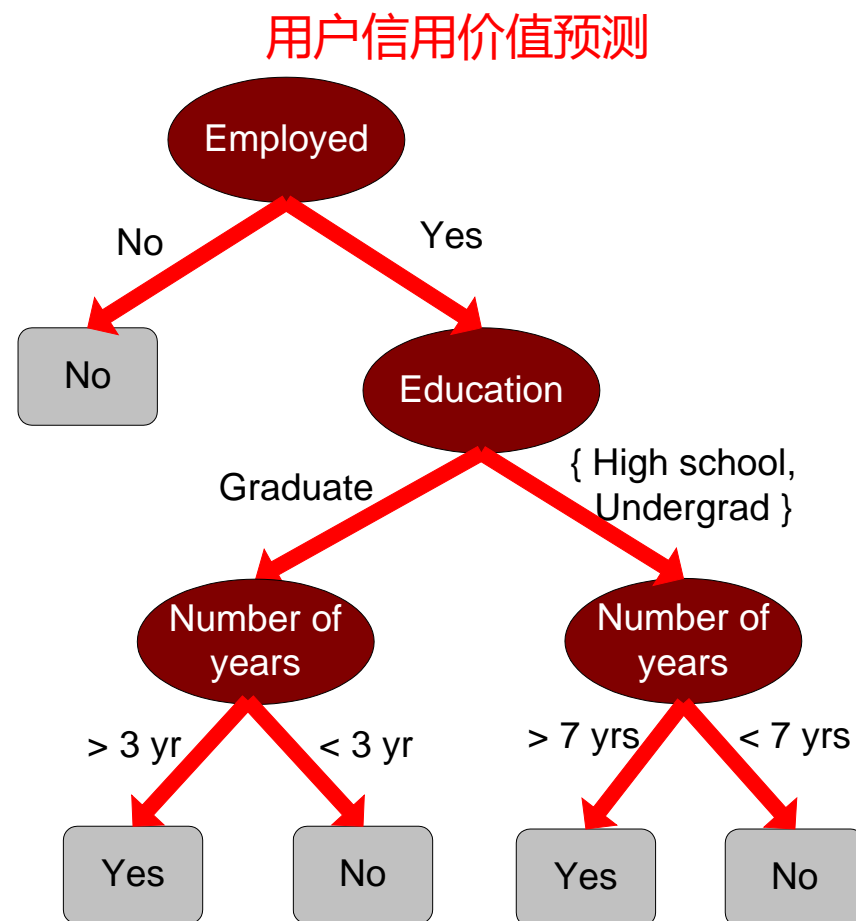 用户信用价值预测
Employed
No
Yes
No
Education
Graduate
{ High school,
Undergrad }
Number of
years
Number of
years
> 3 yr
< 3 yr
> 7 yrs
< 7 yrs
Yes
No
Yes
No